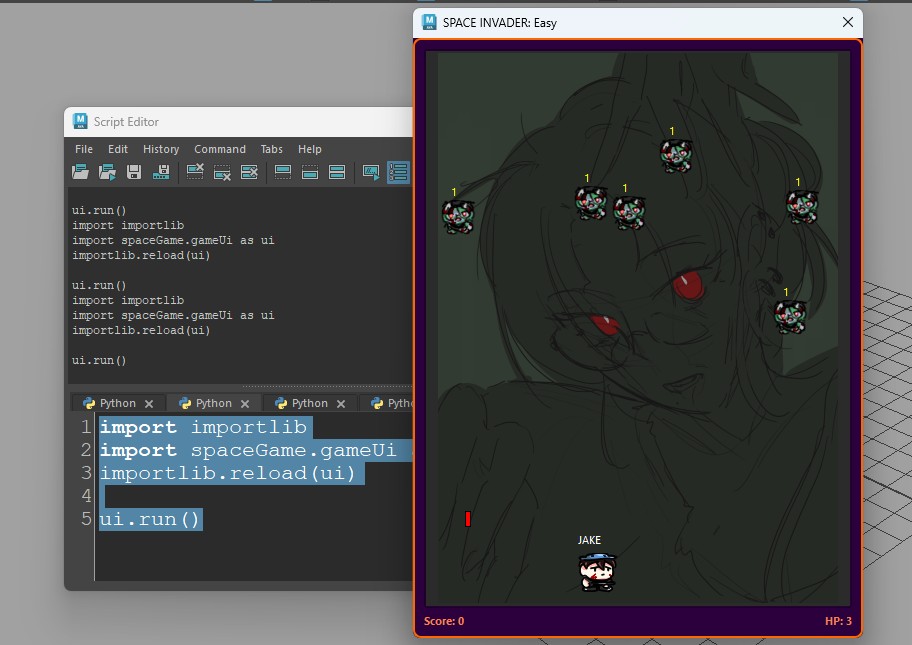 SPACE INVADER: Easy
Script Editor
File Edit History Command Tabs Help
ui.run()
import importlib
import spaceGame.gameUi as ui
importlib.reload(ui)
ui.run()
import importlib
import spaceGame.gameUi as ui
importlib.reload(ui)
ui.run()
Python Python Python Pyth
1 import importlib
2 import spaceGame.gameUi
3 importlib.reload(ui)
4
5 ui.run()
1
1
1
1
1
1
JAKE
Score: 0
HP: 3